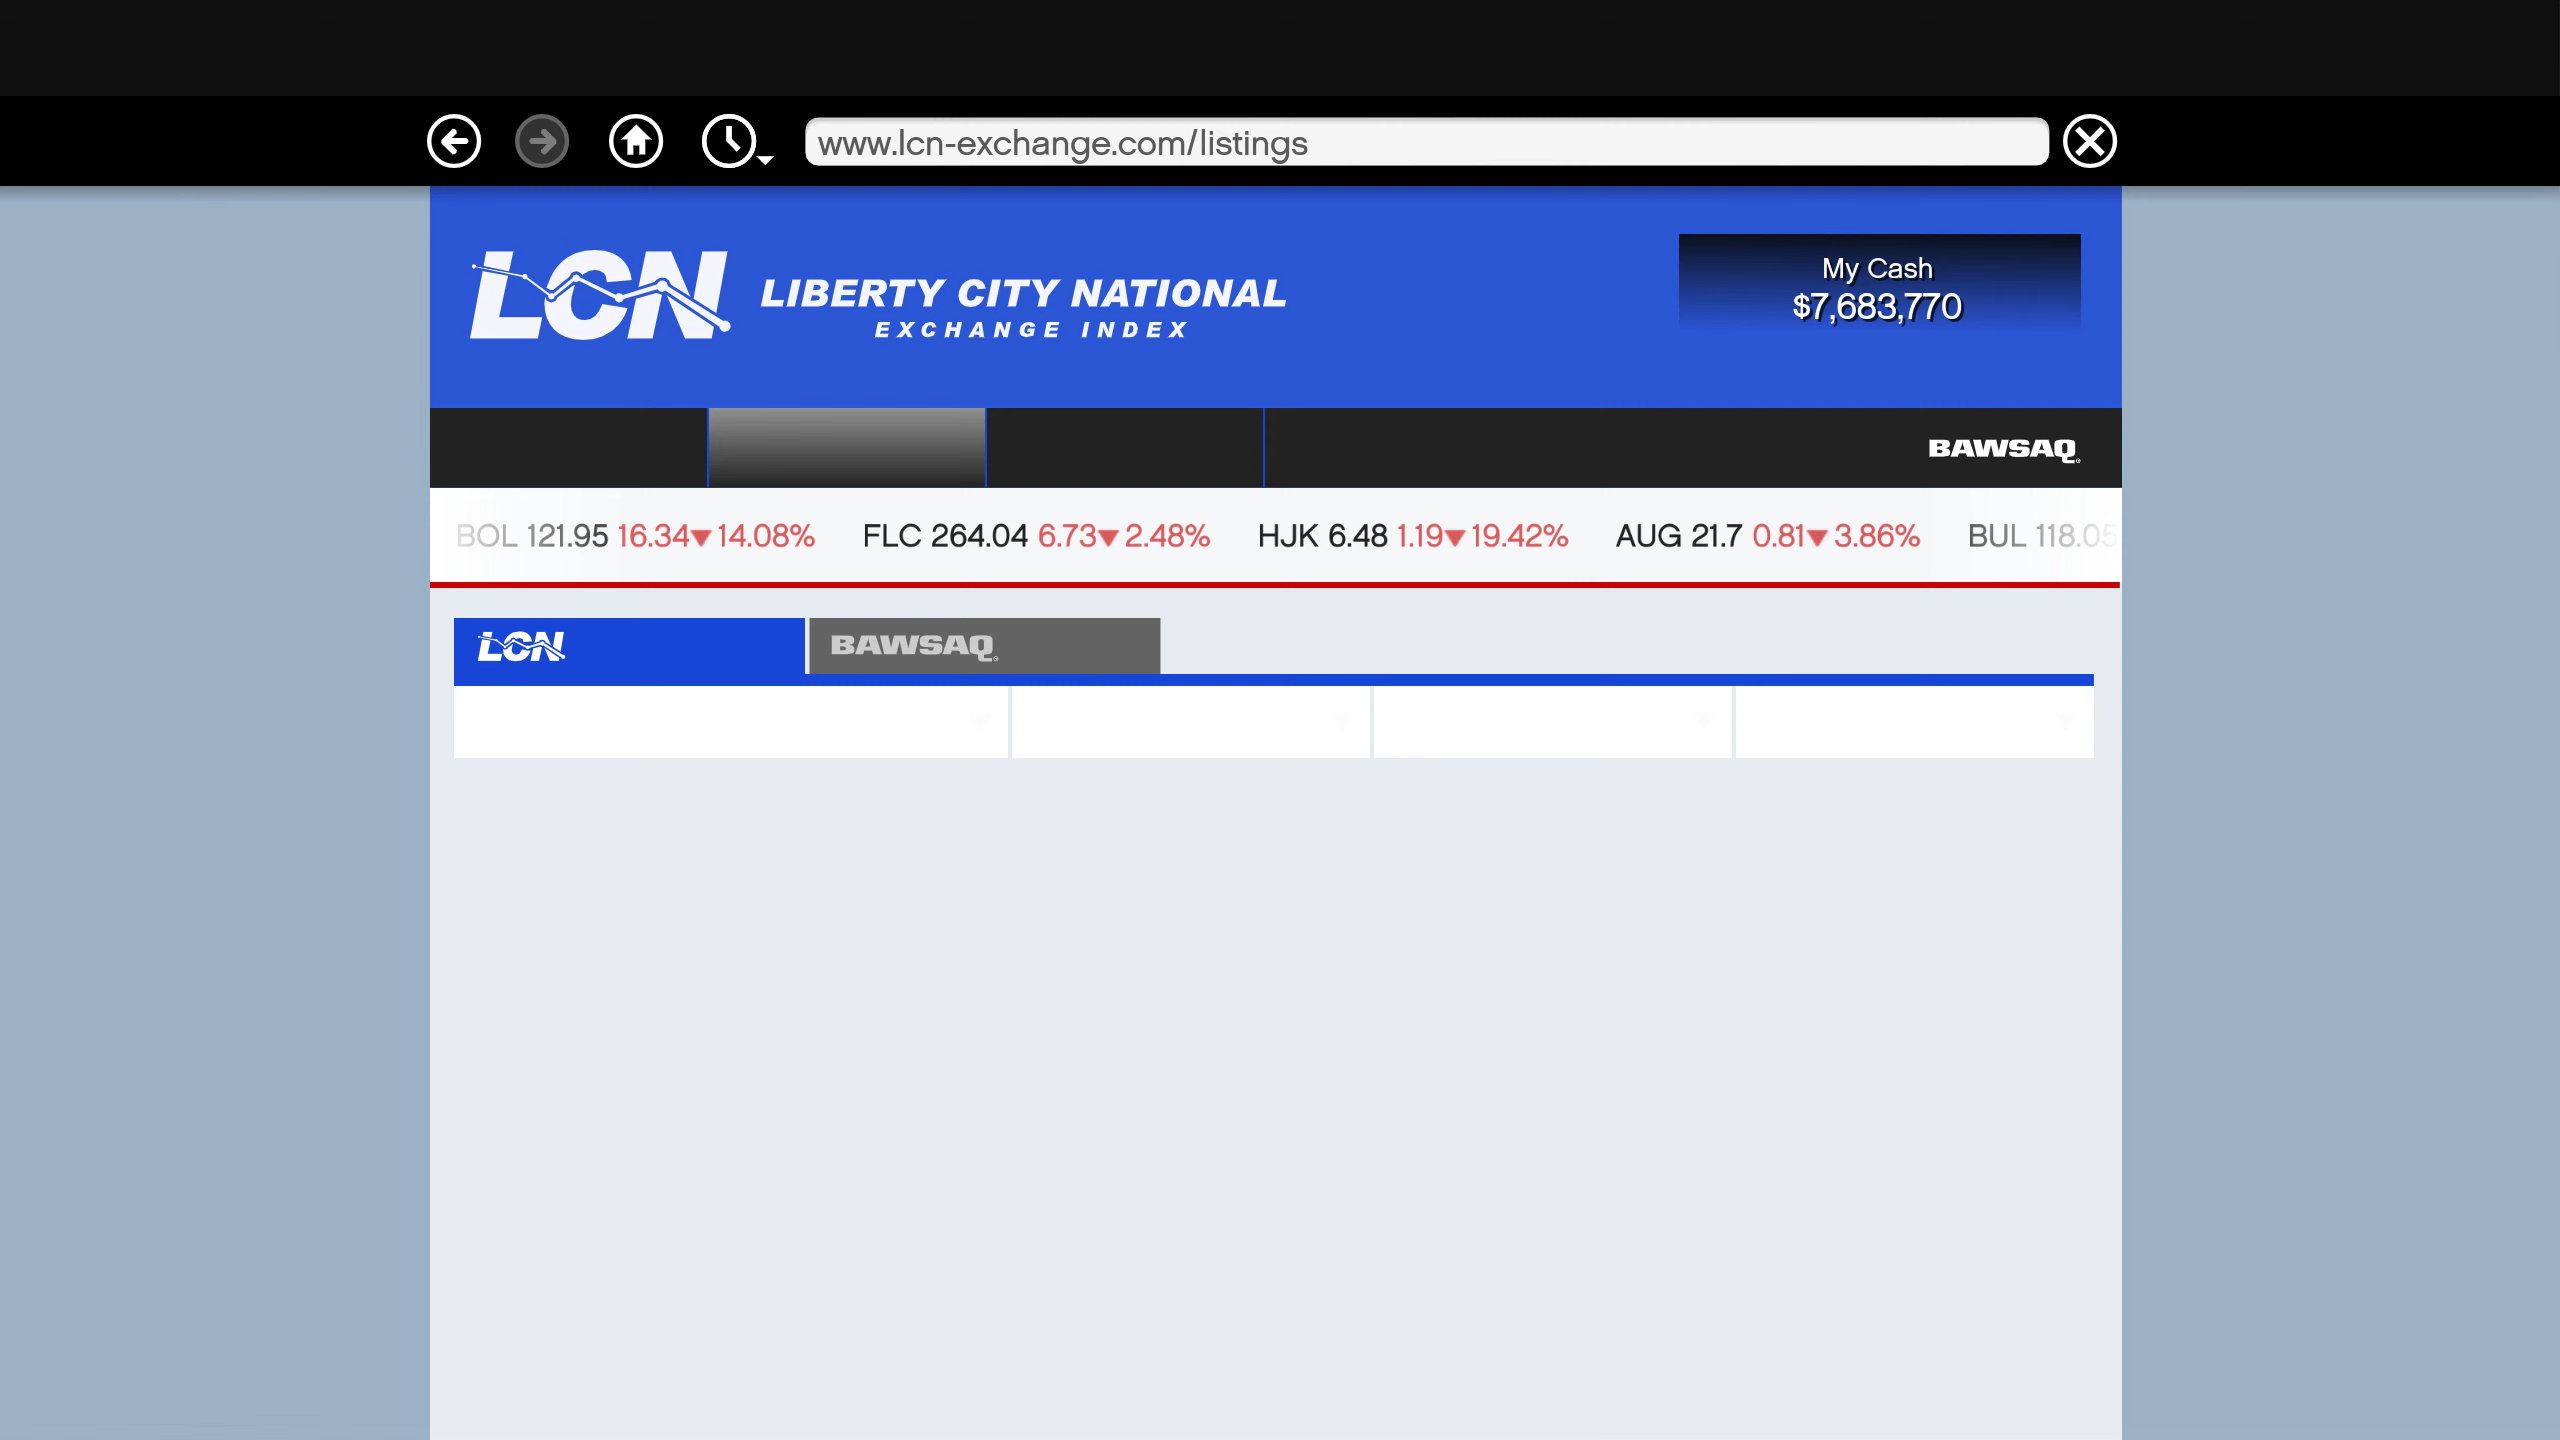 www.lcn-exchange.com/listings
LCN LIBERTY CITY NATIONAL
EXCHANGE INDEX
My Cash
$7,683,770
BAWSAQ
BOL 121.95 16.34▼14.08% FLC 264.04 6.73▼2.48% HJK 6.48 1.19▼19.42% AUG 21.7 0.81▼3.86% BUL 118.05
LCN BAWSAQ